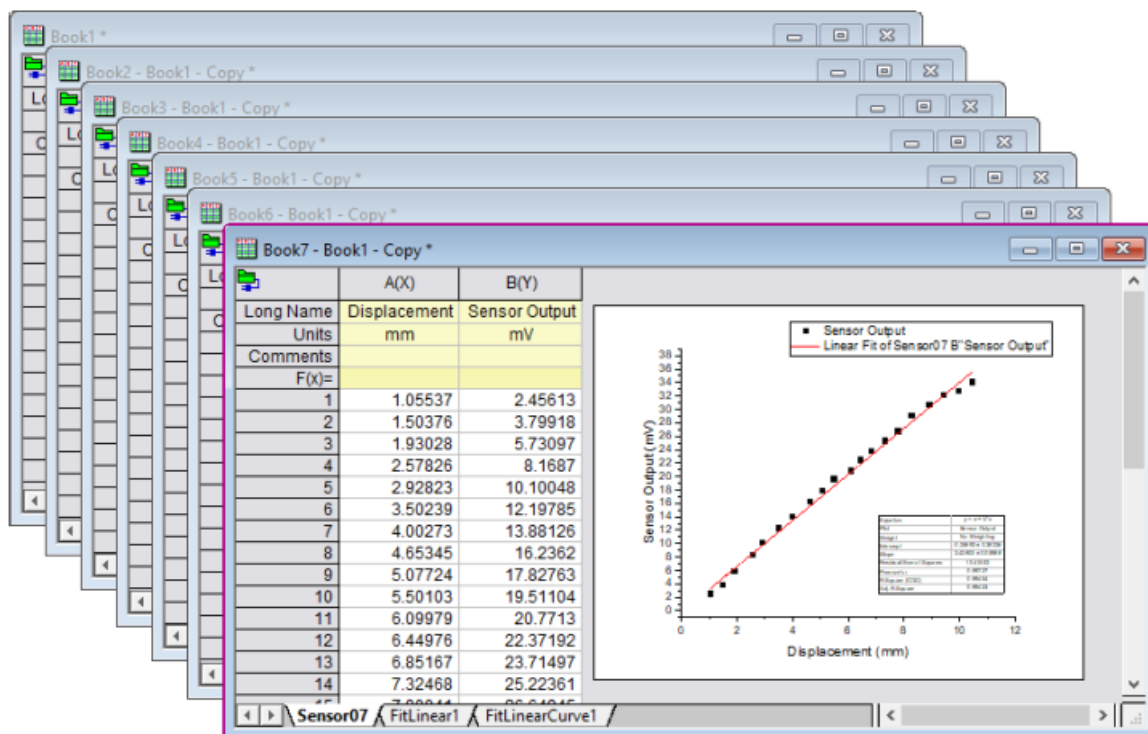 Book1 *
Book2 - Book1 - Copy *
Book3 - Book1 - Copy *
Book4 - Book1 - Copy *
Book5 - Book1 - Copy *
Book6 - Book1 - Copy *
Book7 - Book1 - Copy *
A(X) B(Y)
Long Name Displacement Sensor Output
Units mm mV
Comments
F(x)=
1 1.05537 2.45613
2 1.50376 3.79918
3 1.93028 5.73097
4 2.57826 8.1687
5 2.92823 10.10048
6 3.50239 12.19785
7 4.00273 13.88126
8 4.65345 16.2362
9 5.07724 17.82763
10 5.50103 19.51104
11 6.09979 20.7713
12 6.44976 22.37192
13 6.85167 23.71497
14 7.32468 25.22361
Sensor07 FitLinear1 FitLinearCurve1
Sensor Output
Linear Fit of Sensor07 B"Sensor Output"
Sensor Output (mV)
38
36
34
32
30
28
26
24
22
20
18
16
14
12
10
8
6
4
2
0
0 2 4 6 8 10 12
Displacement (mm)